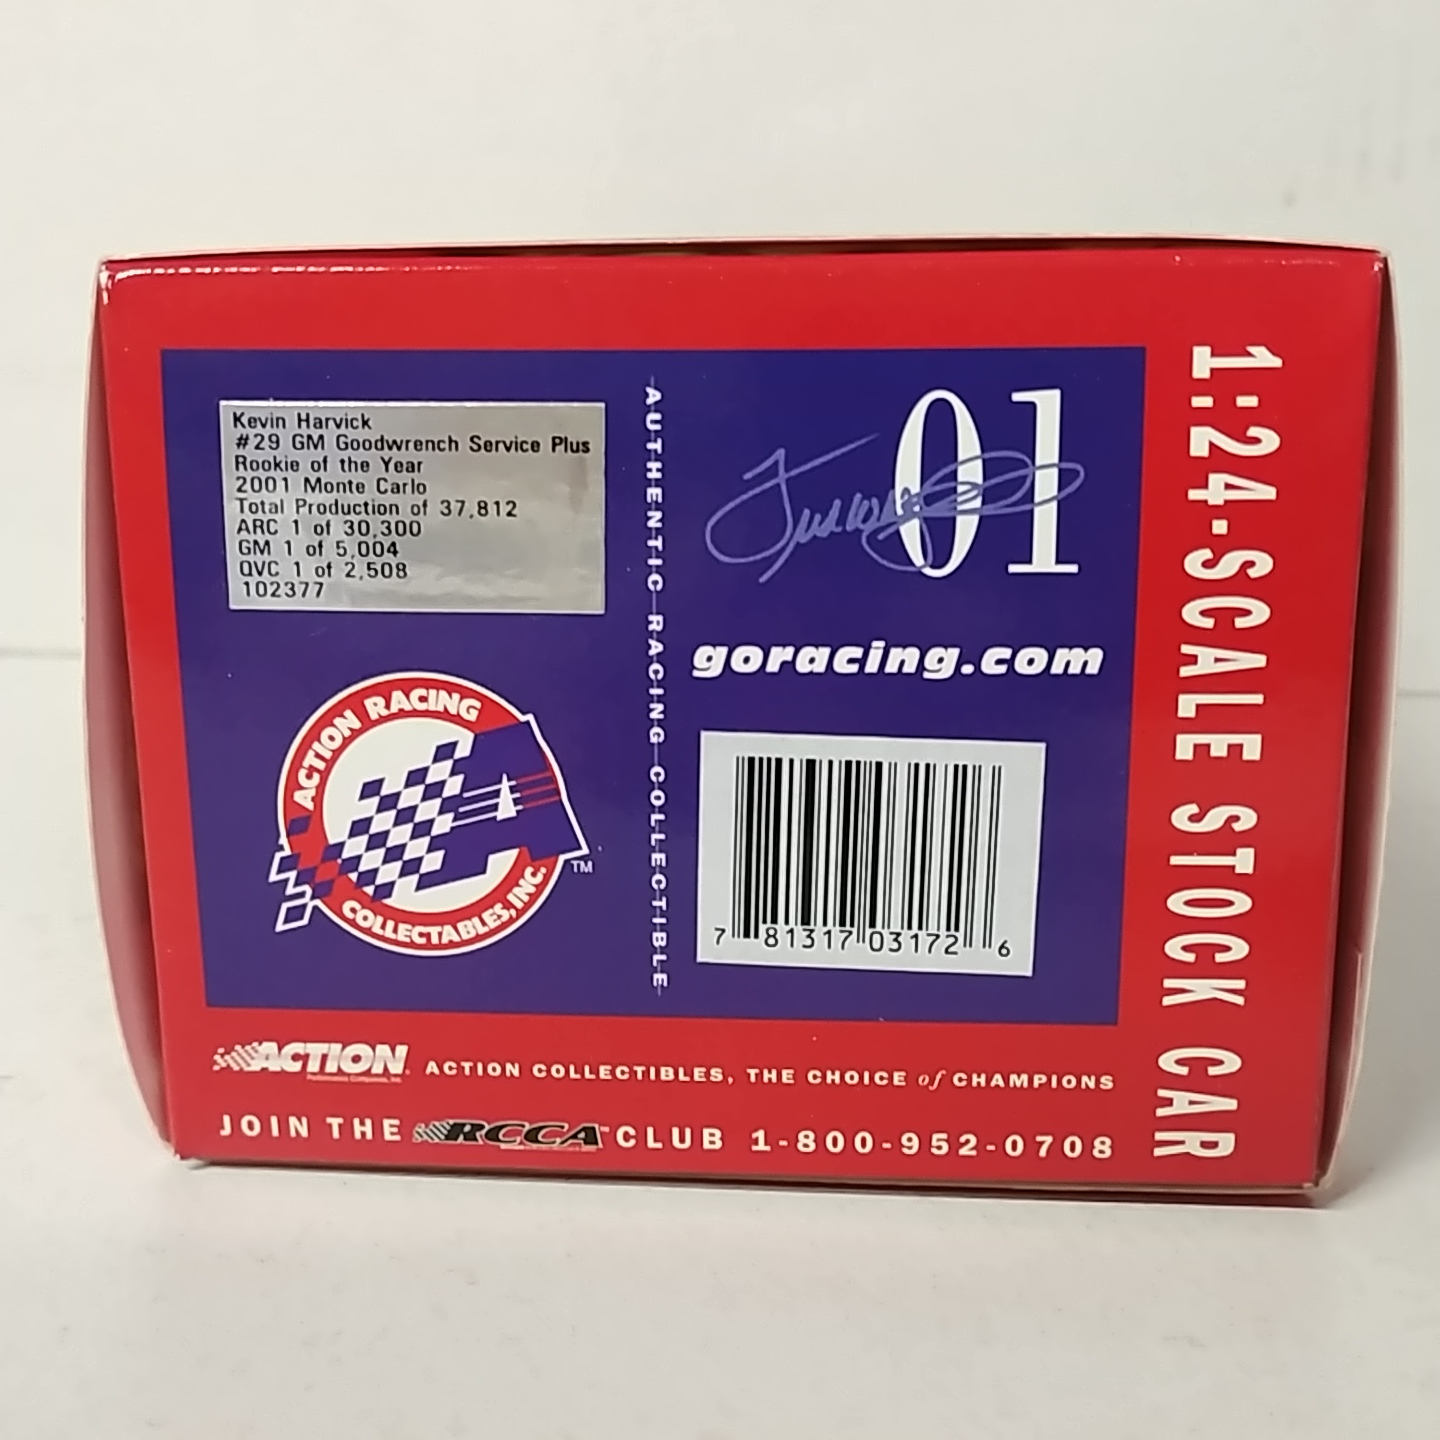 Kevin Harvick
#29 GM Goodwrench Service Plus
Rookie of the Year
2001 Monte Carlo
Total Production of 37,812
ARC 1 of 30,300
GM 1 of 5,004
QVC 1 of 2,508
102377
ACTION RACING
COLLECTABLES, INC.
TM
AUTHENTIC RACING COLLECTIBLE
01
goracing.com
7 81317 03172 6
1:24-SCALE STOCK CAR
ACTION ACTION COLLECTIBLES, THE CHOICE of CHAMPIONS
JOIN THE RCCA CLUB 1-800-952-0708